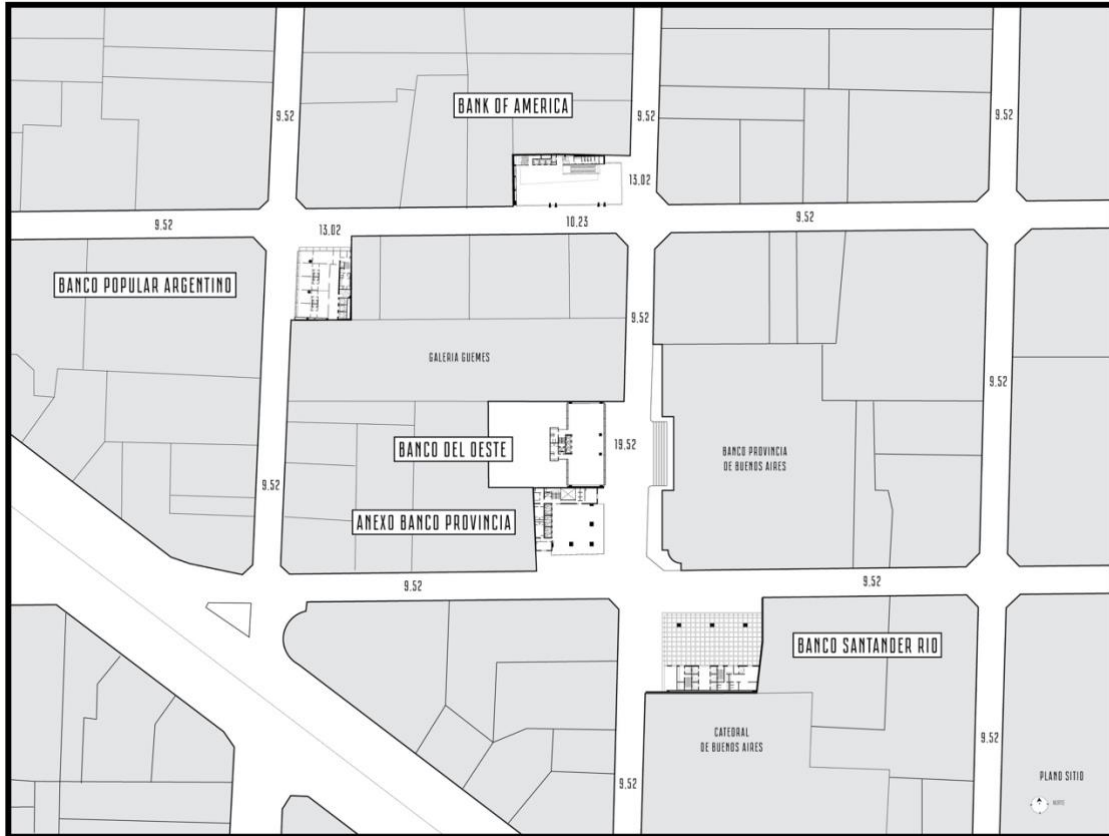 BANK OF AMERICA
9.52
9.52
9.52
13.02
9.52
13.02
10.23
9.52
BANCO POPULAR ARGENTINO
9.52
GALERIA GUEMES
9.52
BANCO DEL OESTE
19.52
BANCO PROVINCIA
DE BUENOS AIRES
9.52
ANEXO BANCO PROVINCIA
9.52
9.52
BANCO SANTANDER RIO
CATEDRAL
DE BUENOS AIRES
9.52
9.52
PLANO SITIO
NORTE